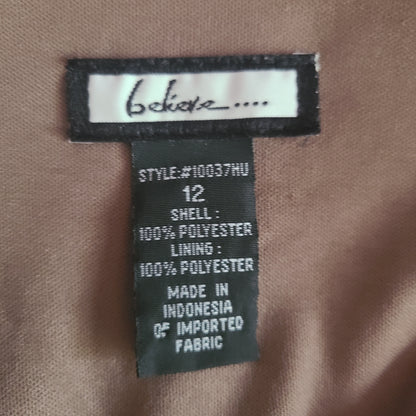 believe....
STYLE:#10037HU
12
SHELL:
100% POLYESTER
LINING:
100% POLYESTER
MADE IN
INDONESIA
OF IMPORTED
FABRIC